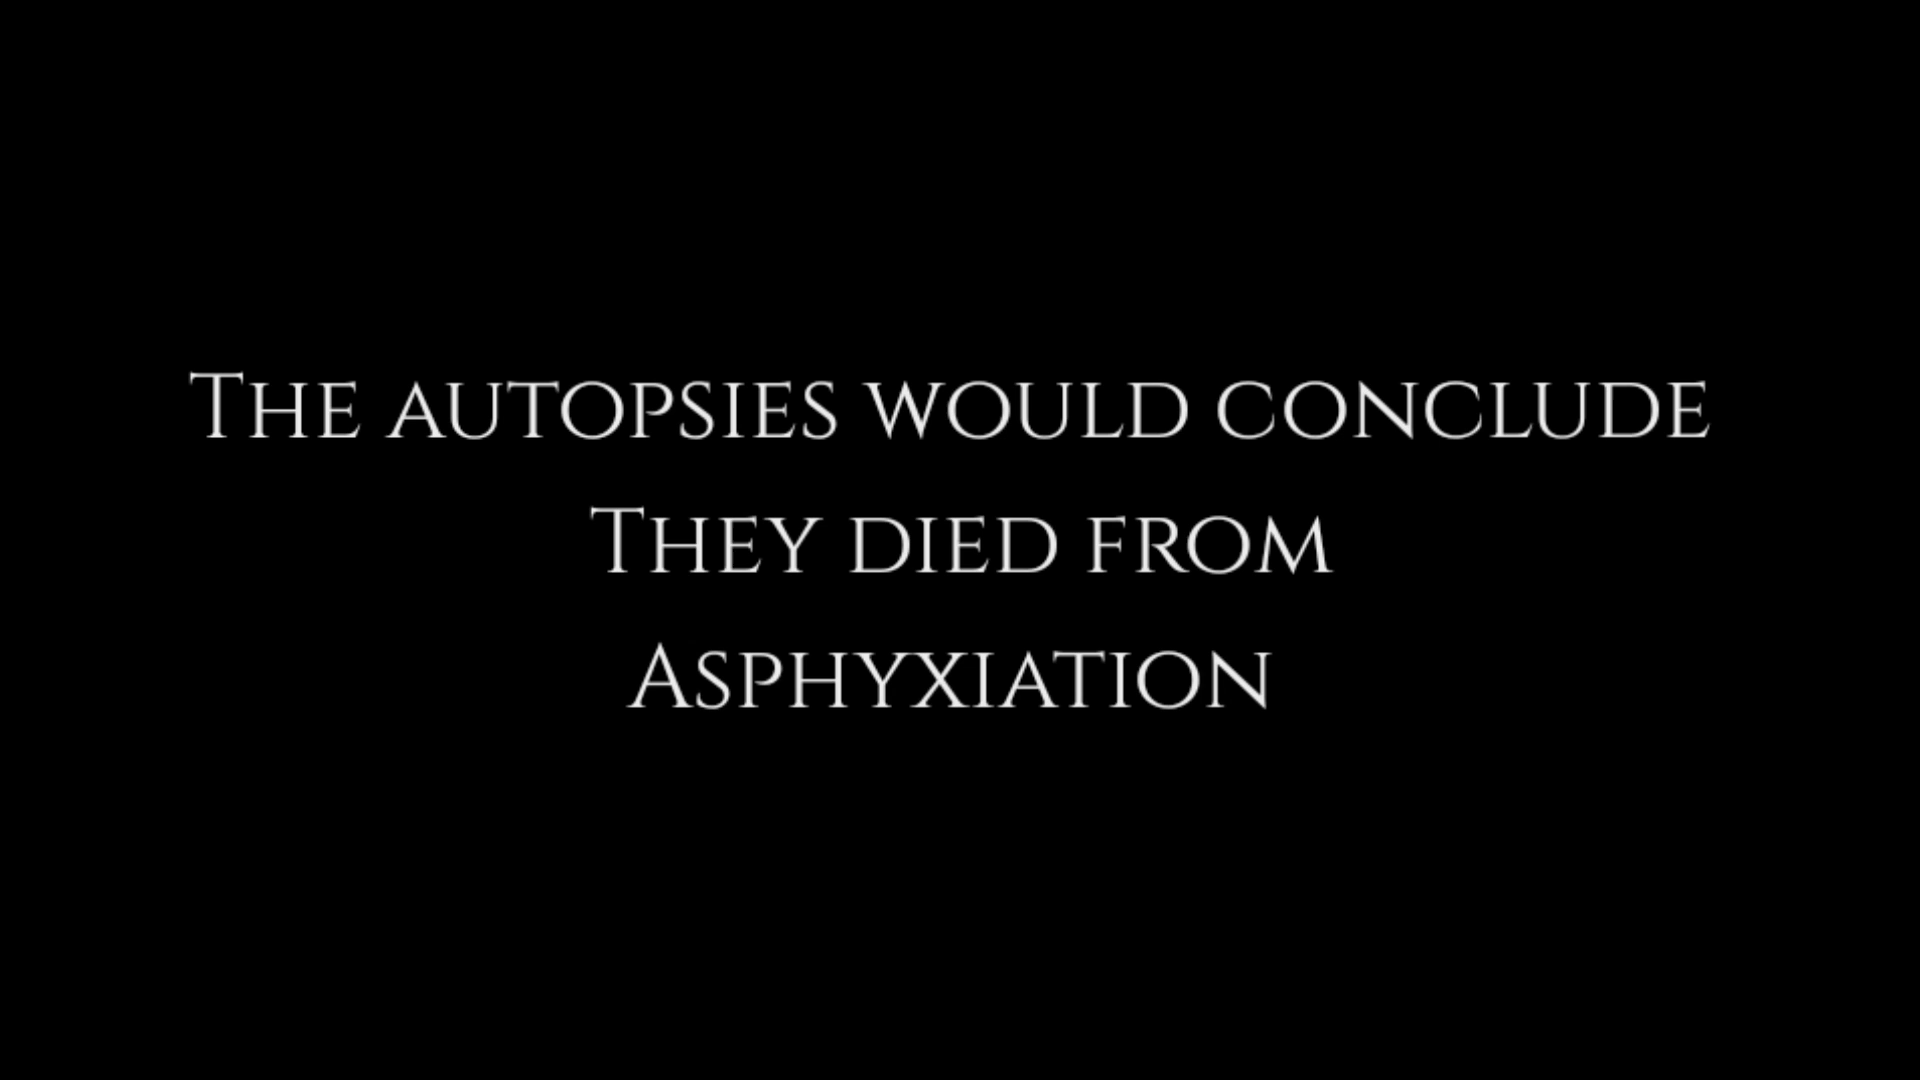 The autopsies would conclude
They died from
Asphyxiation